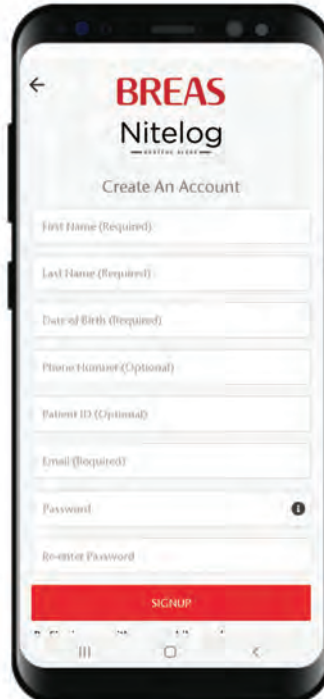 BREAS
Nitelog
Create An Account
First Name (Required)
Last Name (Required)
Date of Birth (Required)
Phone Number (Optional)
Patient ID (Optional)
Email (Required)
Password
Re-enter Password
SIGNUP